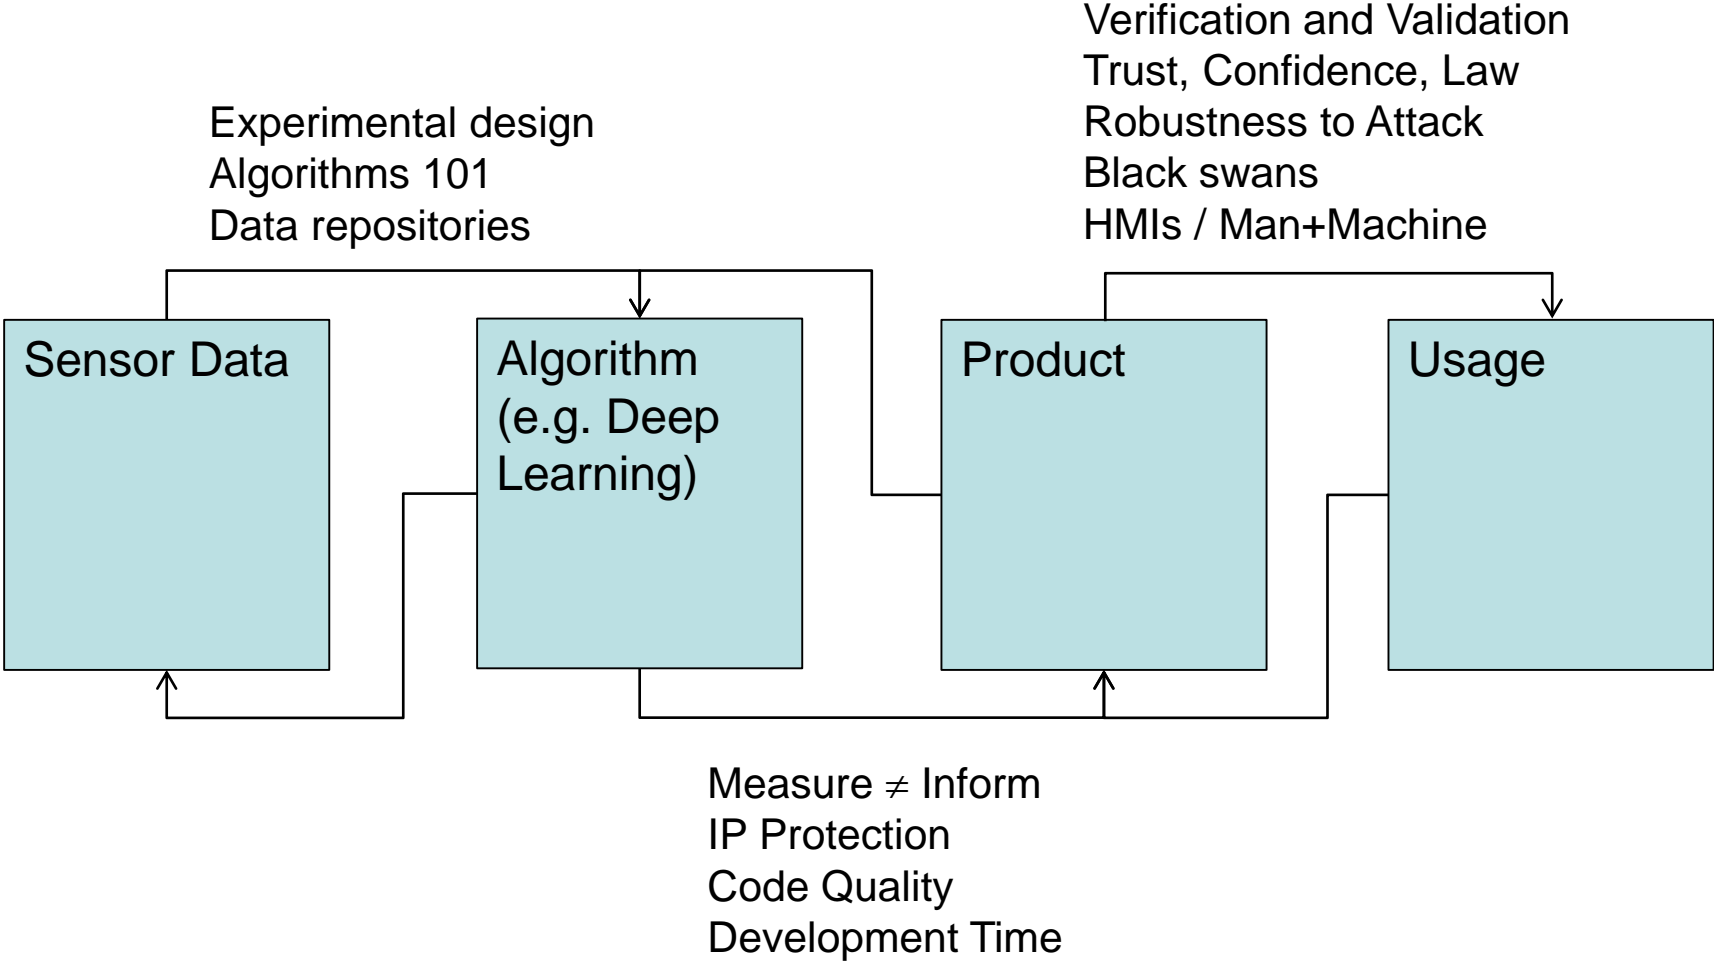 Verification and Validation
Trust, Confidence, Law
Robustness to Attack
Black swans
HMIs / Man+Machine
Experimental design
Algorithms 101
Data repositories
Sensor Data
Algorithm
(e.g. Deep
Learning)
Product
Usage
Measure ≠ Inform
IP Protection
Code Quality
Development Time